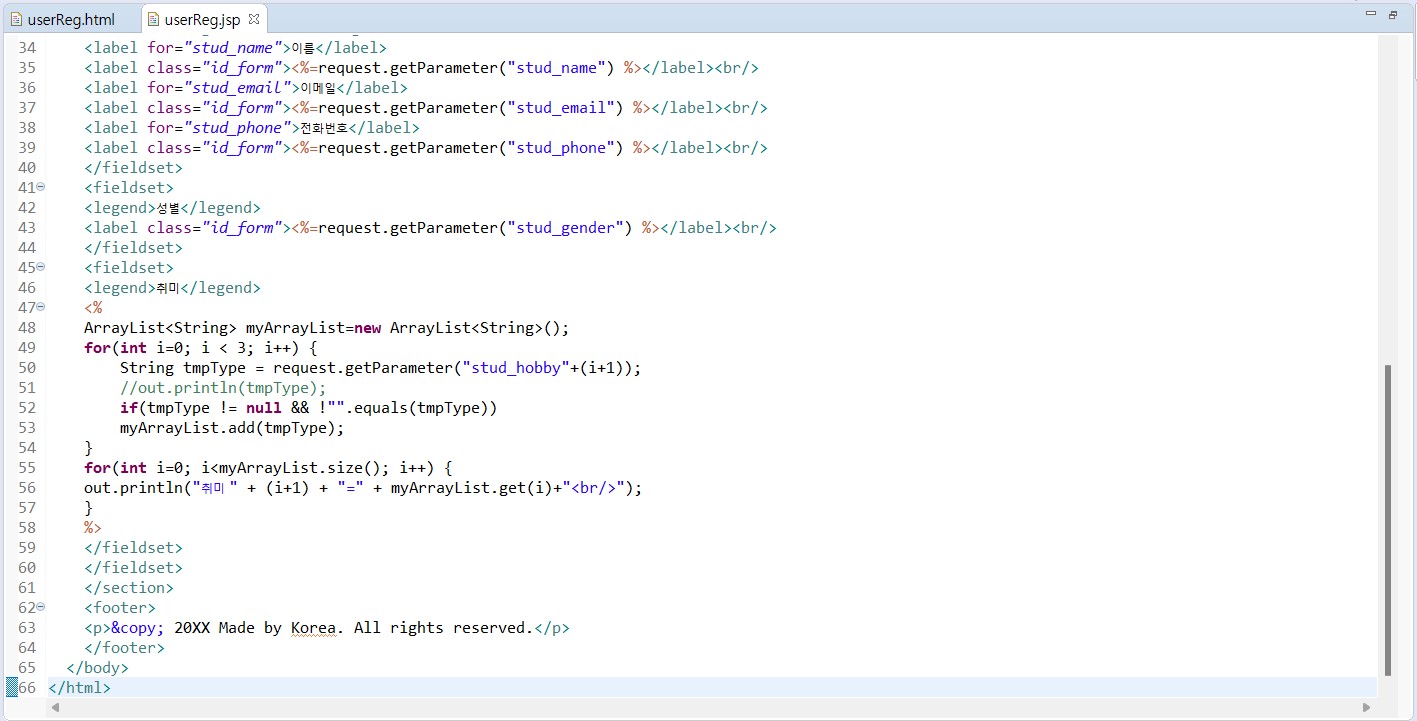 userReg.html userReg.jsp
34 <label for="stud_name">이름</label>
35 <label class="id_form"><%=request.getParameter("stud_name") %></label><br/>
36 <label for="stud_email">이메일</label>
37 <label class="id_form"><%=request.getParameter("stud_email") %></label><br/>
38 <label for="stud_phone">전화번호</label>
39 <label class="id_form"><%=request.getParameter("stud_phone") %></label><br/>
40 </fieldset>
41 <fieldset>
42 <legend>성별</legend>
43 <label class="id_form"><%=request.getParameter("stud_gender") %></label><br/>
44 </fieldset>
45 <fieldset>
46 <legend>취미</legend>
47 <%
48 ArrayList<String> myArrayList=new ArrayList<String>();
49 for(int i=0; i < 3; i++) {
50 String tmpType = request.getParameter("stud_hobby"+(i+1));
51 //out.println(tmpType);
52 if(tmpType != null && !"".equals(tmpType))
53 myArrayList.add(tmpType);
54 }
55 for(int i=0; i<myArrayList.size(); i++) {
56 out.println("취미 " + (i+1) + "=" + myArrayList.get(i)+"<br/>");
57 }
58 %>
59 </fieldset>
60 </fieldset>
61 </section>
62 <footer>
63 <p>&copy; 20XX Made by Korea. All rights reserved.</p>
64 </footer>
65 </body>
66 </html>